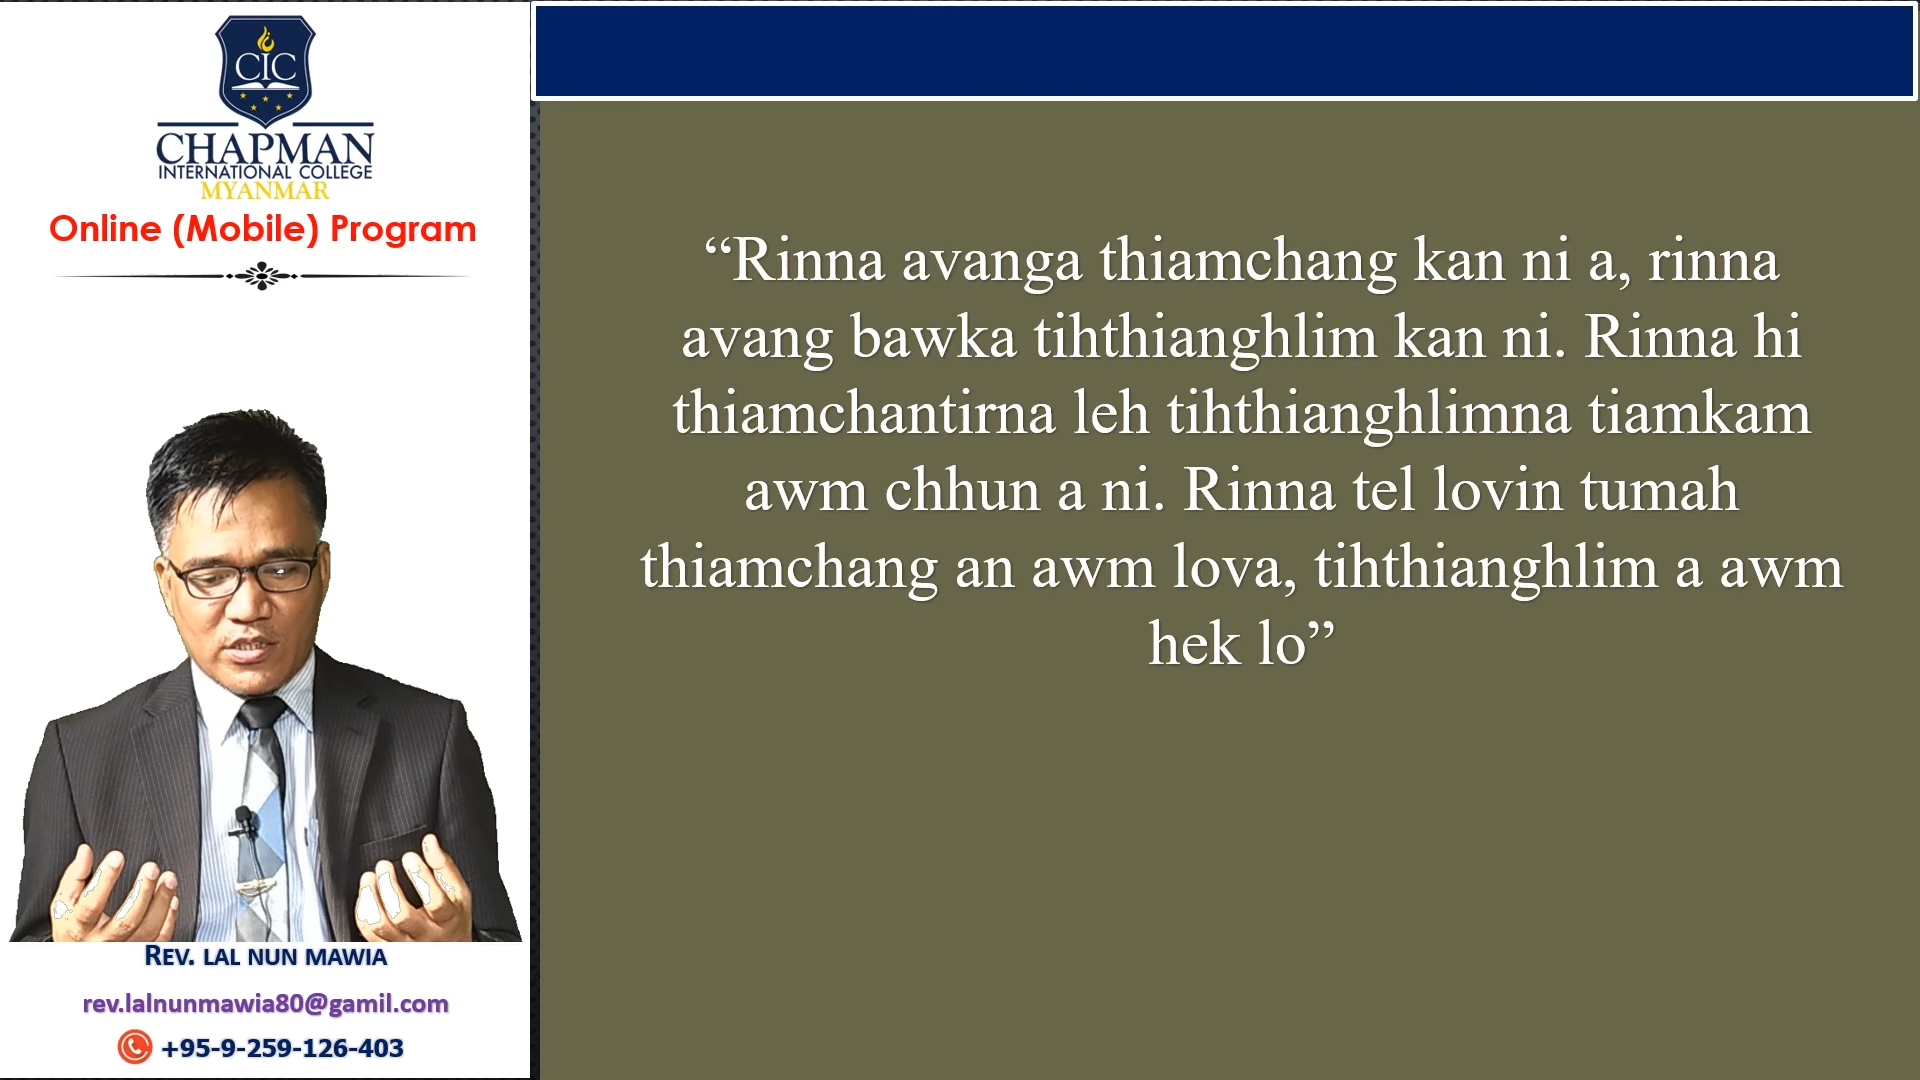 CIC
CHAPMAN
INTERNATIONAL COLLEGE
MYANMAR
Online (Mobile) Program
REV. LAL NUN MAWIA
rev.lalnunmawia80@gamil.com
+95-9-259-126-403
“Rinna avanga thiamchang kan ni a, rinna
avang bawka tihthianghlim kan ni. Rinna hi
thiamchantirna leh tihthianghlimna tiamkam
awm chhun a ni. Rinna tel lovin tumah
thiamchang an awm lova, tihthianghlim a awm
hek lo”